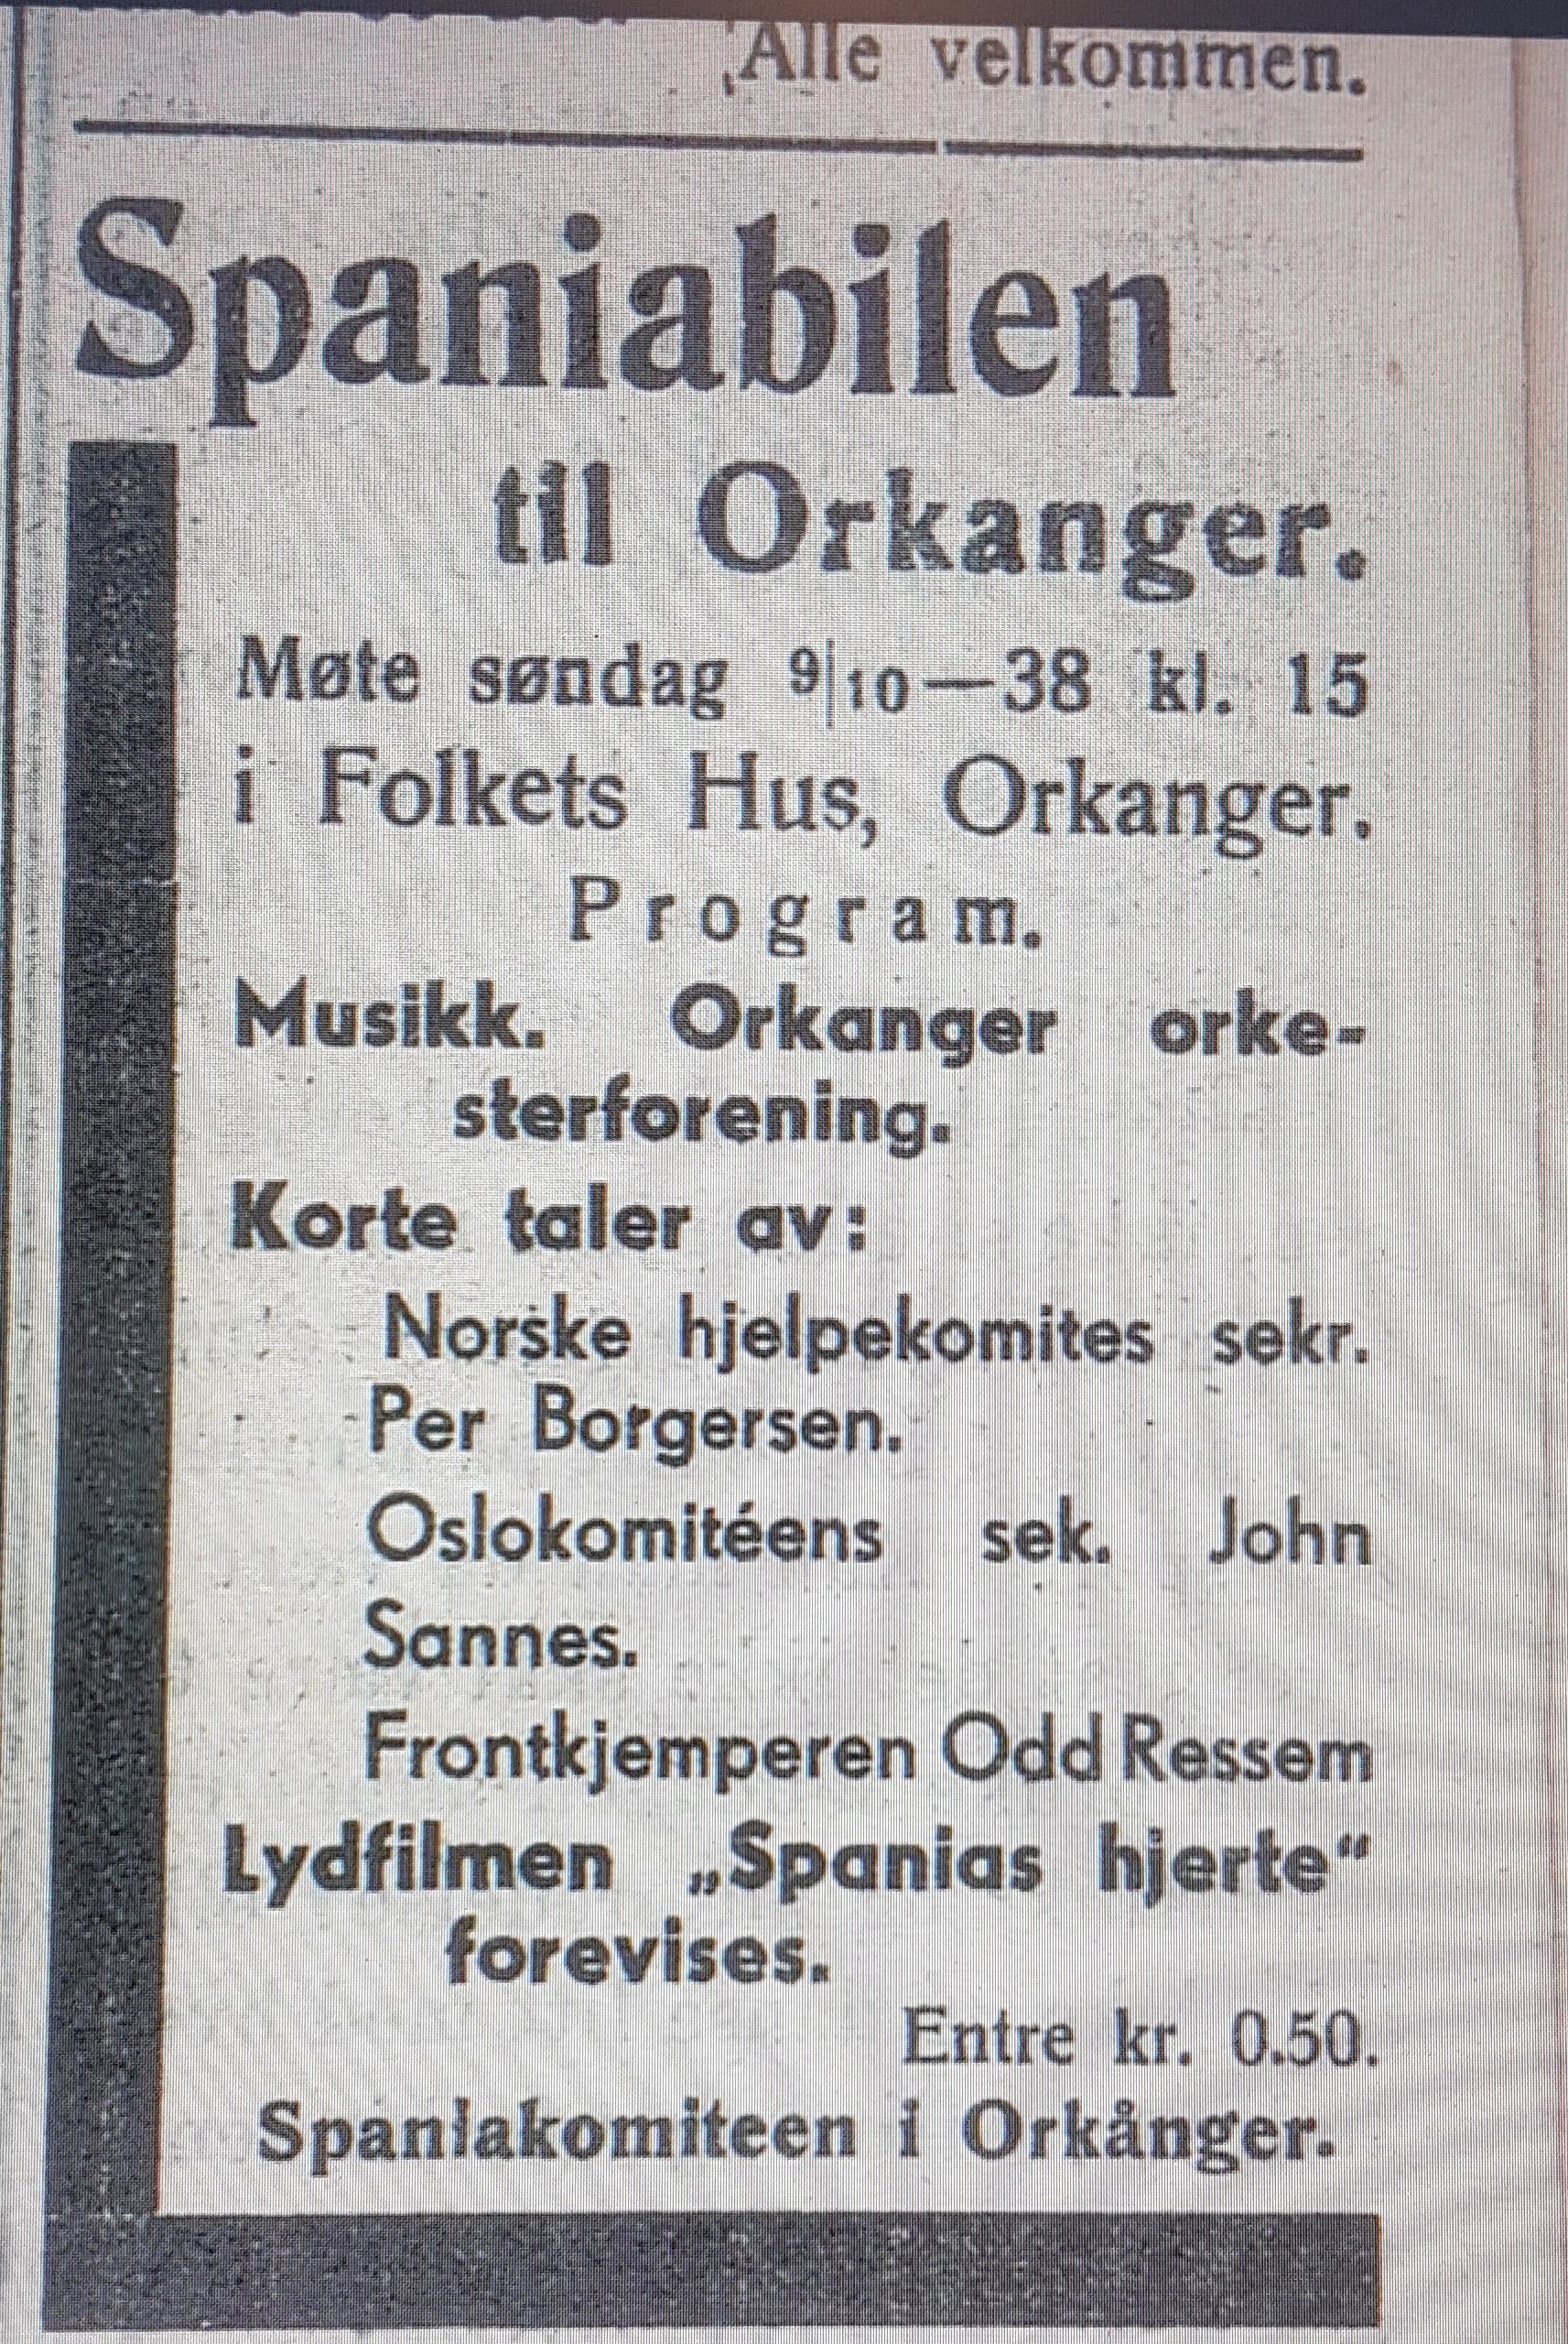 Alle velkommen.
Spaniabilen
til Orkanger.
Møte søndag 9/10—38 kl. 15
i Folkets Hus, Orkanger.
Program.
Musikk. Orkanger orke-
sterforening.
Korte taler av:
Norske hjelpekomites sekr.
Per Borgersen.
Oslokomitéens sek. John
Sannes.
Frontkjemperen Odd Ressem
Lydfilmen „Spanias hjerte“
forevises.
Entre kr. 0.50.
Spaniakomiteen i Orkånger.